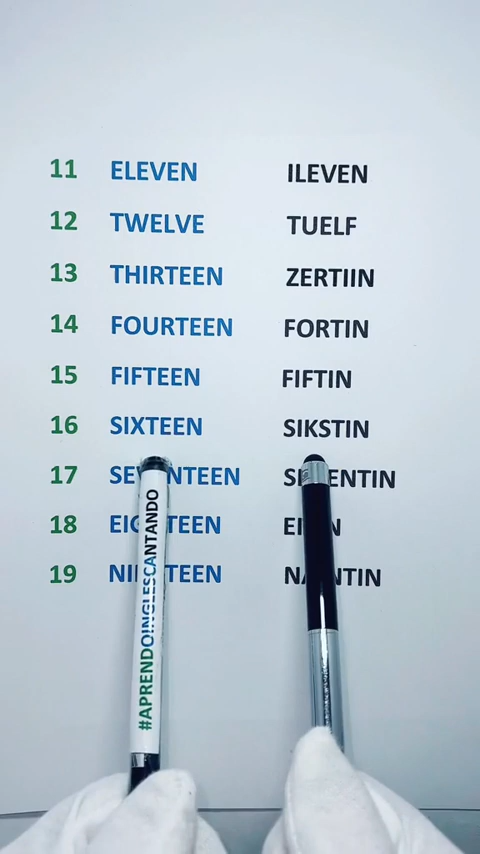 11 ELEVEN ILEVEN
12 TWELVE TUELF
13 THIRTEEN ZERTIIN
14 FOURTEEN FORTIN
15 FIFTEEN FIFTIN
16 SIXTEEN SIKSTIN
17
18
19
#APRENDOINGLESCANTANDO